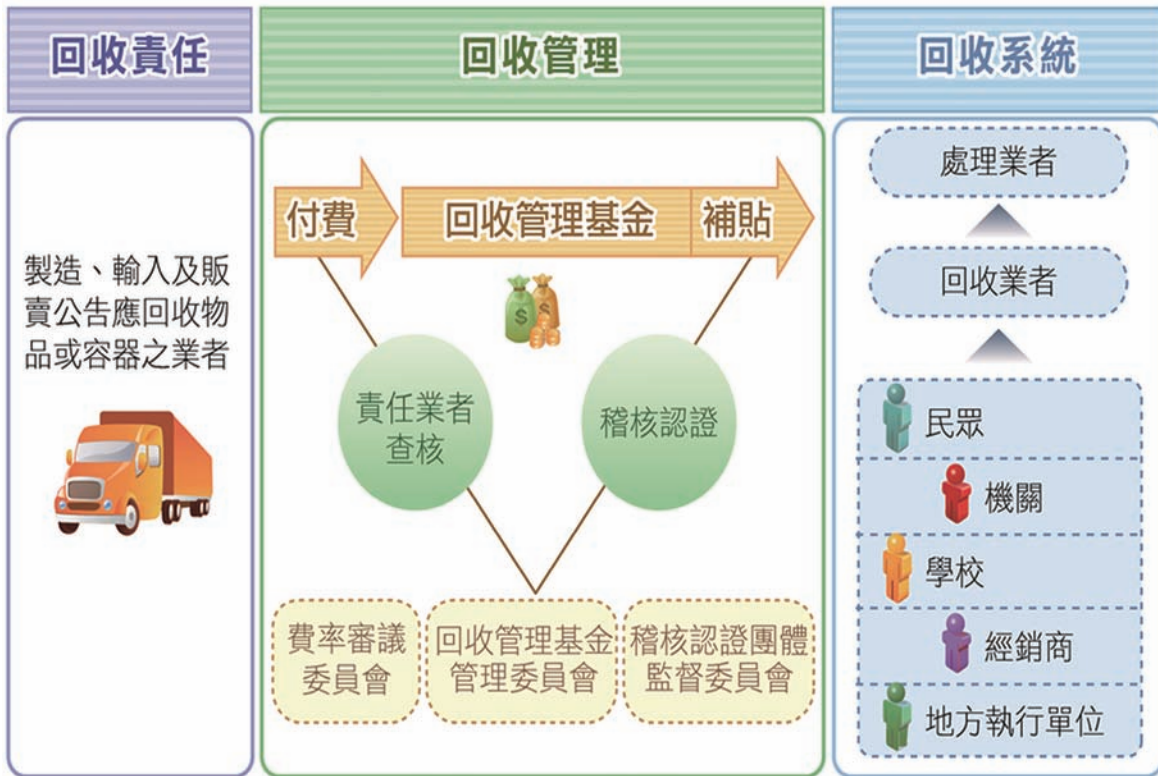 回收責任
回收管理
回收系統
製造、輸入及販
賣公告應回收物
品或容器之業者
付費
回收管理基金
補貼
$
$
責任業者
查核
稽核認證
費率審議
委員會
回收管理基金
管理委員會
稽核認證團體
監督委員會
處理業者
回收業者
民眾
機關
學校
經銷商
地方執行單位